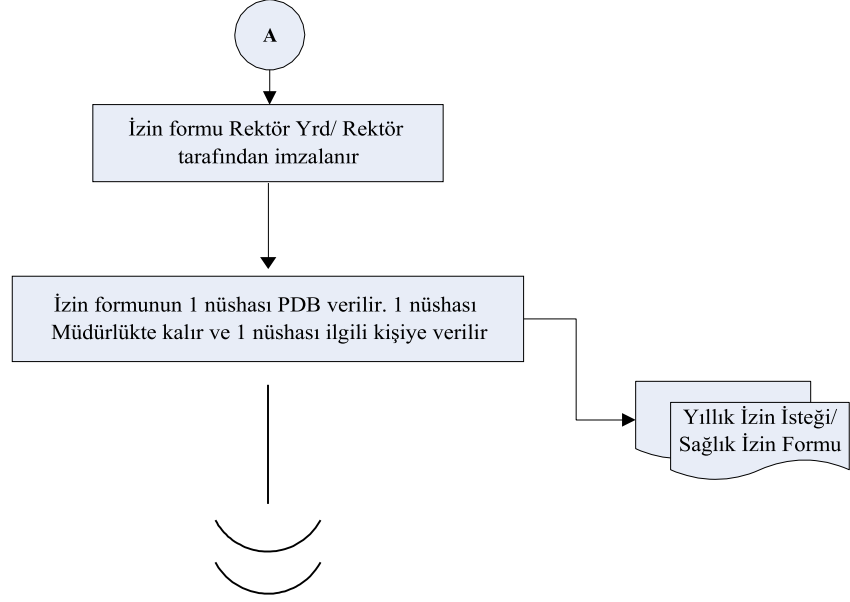 A
İzin formu Rektör Yrd/ Rektör
tarafından imzalanır
İzin formunun 1 nüshası PDB verilir. 1 nüshası
Müdürlükte kalır ve 1 nüshası ilgili kişiye verilir
Yıllık İzin İsteği/
Sağlık İzin Formu